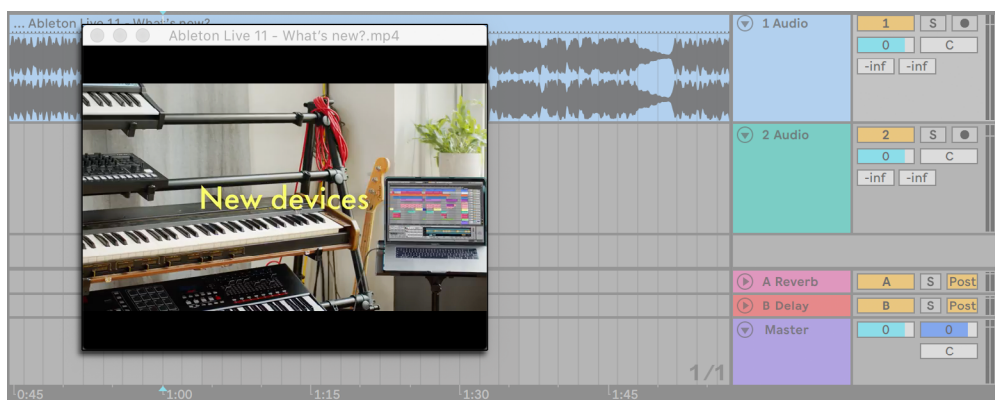 ... Ableton Live 11 - What's new?
Ableton Live 11 - What's new?.mp4
New devices
1 Audio
1
S
0
C
-inf
-inf
2 Audio
2
S
0
C
-inf
-inf
A Reverb
A
S
Post
B Delay
B
S
Post
Master
0
0
C
1/1
0:45
1:00
1:15
1:30
1:45